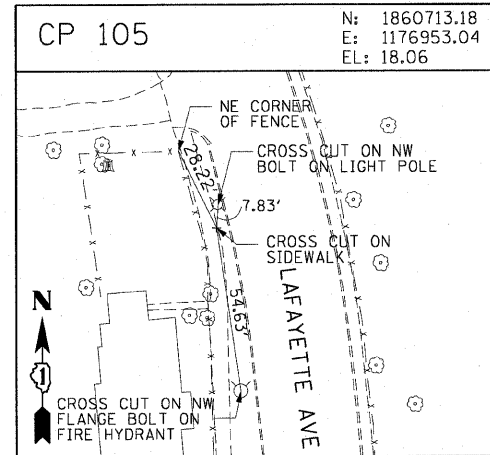 CP 105
N: 1860713.18
E: 1176953.04
EL: 18.06
NE CORNER
OF FENCE
28.22'
CROSS CUT ON NW
BOLT ON LIGHT POLE
7.83'
CROSS CUT ON
SIDEWALK
54.63'
LAFAYETTE AVE
N
1
CROSS CUT ON NW
FLANGE BOLT ON
FIRE HYDRANT